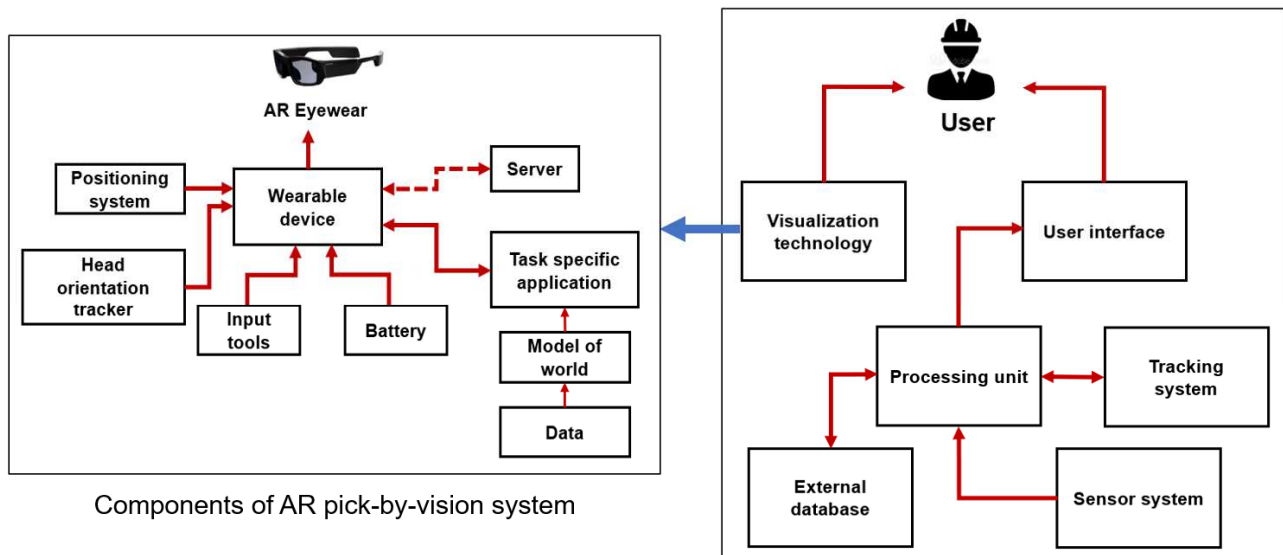 AR Eyewear
Positioning
system
Wearable
device
Server
Head
orientation
tracker
Task specific
application
Input
tools
Battery
Model of
world
Data
Components of AR pick-by-vision system
User
Visualization
technology
User interface
Processing unit
Tracking
system
External
database
Sensor system